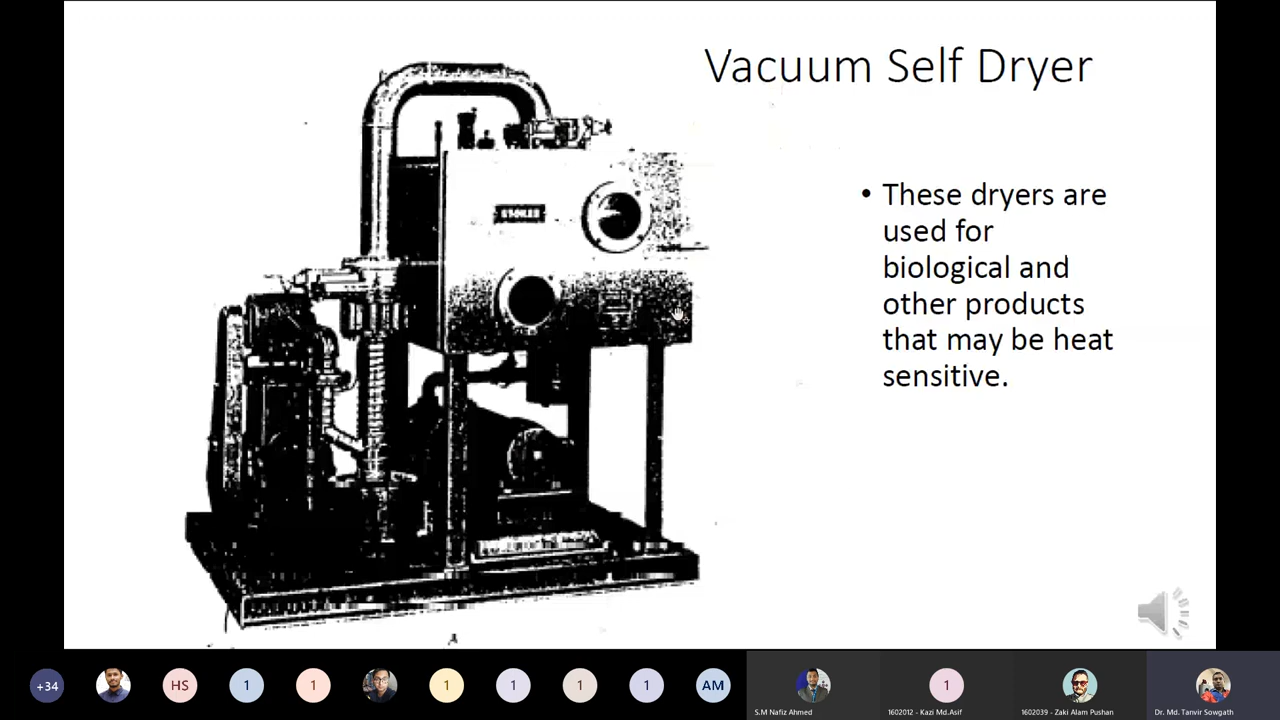 Vacuum Self Dryer
• These dryers are
used for
biological and
other products
that may be heat
sensitive.
STOKES
A
+34
HS
1
1
1
1
1
1
AM
1
S.M Nafiz Ahmed
1602012 - Kazi Md.Asif
1602039 - Zaki Alam Pushan
Dr. Md. Tanvir Sowgath